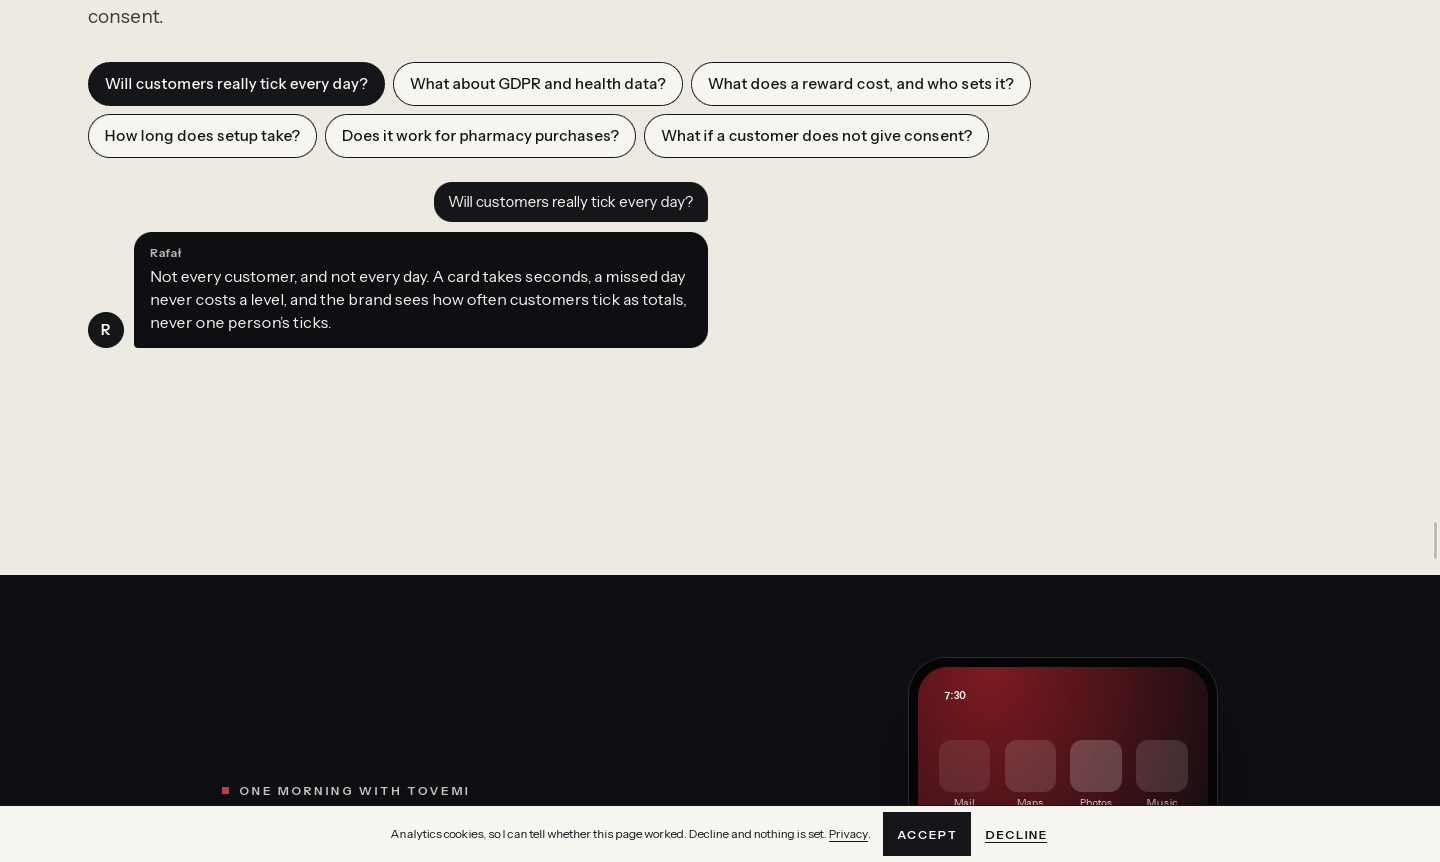 consent.
Will customers really tick every day?
What about GDPR and health data?
What does a reward cost, and who sets it?
How long does setup take?
Does it work for pharmacy purchases?
What if a customer does not give consent?
Will customers really tick every day?
Rafał
Not every customer, and not every day. A card takes seconds, a missed day
never costs a level, and the brand sees how often customers tick as totals,
never one person's ticks.
R
7:30
ONE MORNING WITH TOVEMI
Mail
Maps
Photos
Music
Analytics cookies, so I can tell whether this page worked. Decline and nothing is set. Privacy.
ACCEPT
DECLINE